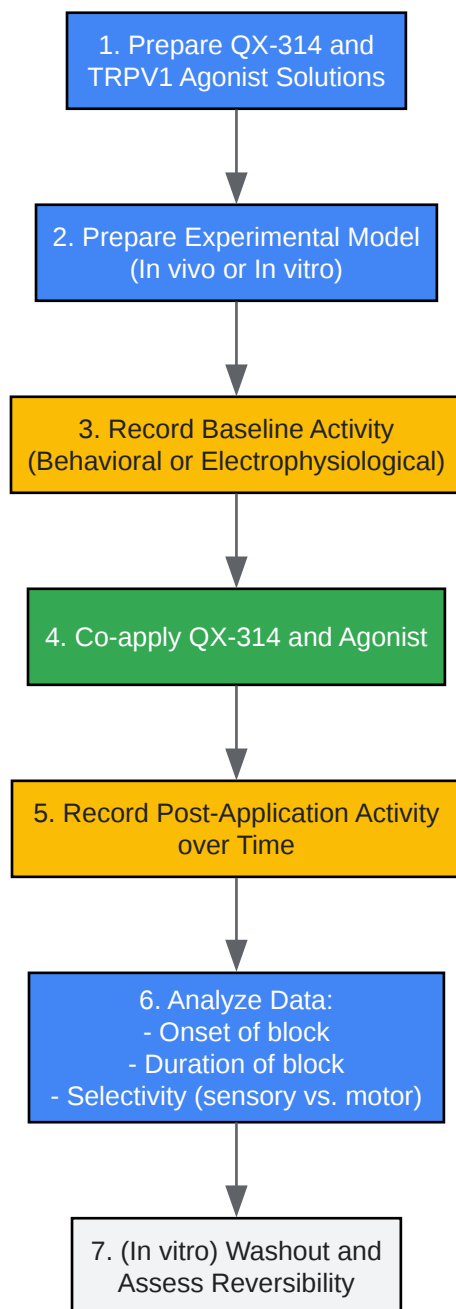 1. Prepare QX-314 and
TRPV1 Agonist Solutions
2. Prepare Experimental Model
(In vivo or In vitro)
3. Record Baseline Activity
(Behavioral or Electrophysiological)
4. Co-apply QX-314 and Agonist
5. Record Post-Application Activity
over Time
6. Analyze Data:
- Onset of block
- Duration of block
- Selectivity (sensory vs. motor)
7. (In vitro) Washout and
Assess Reversibility